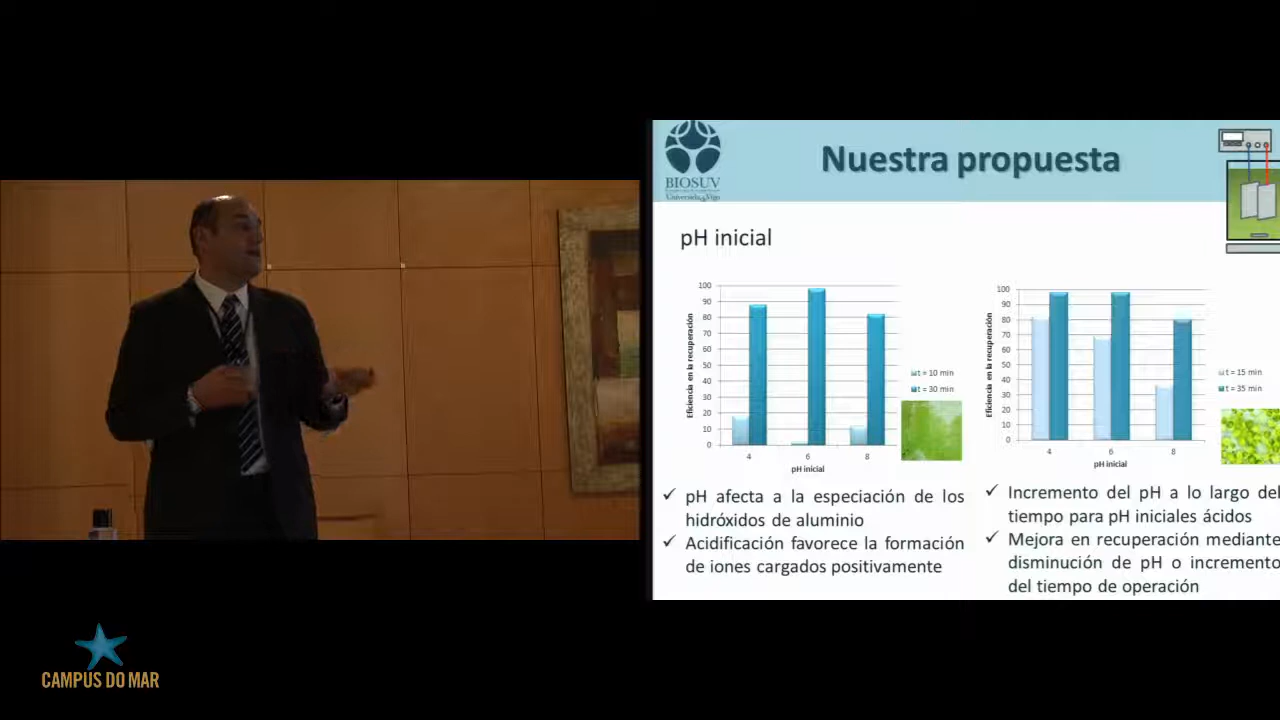 BIOSUV
Universida Vigo
Nuestra propuesta
pH inicial
Eficiencia en la recuperación
100
90
80
70
60
50
40
30
20
10
0
4
6
8
pH inicial
t = 10 min
t = 30 min
Eficiencia en la recuperación
100
90
80
70
60
50
40
30
20
10
0
4
6
8
pH inicial
t = 15 min
t = 35 min
✓ pH afecta a la especiación de los
hidróxidos de aluminio
✓ Acidificación favorece la formación
de iones cargados positivamente
✓ Incremento del pH a lo largo del
tiempo para pH iniciales ácidos
✓ Mejora en recuperación mediante
disminución de pH o incremento
del tiempo de operación
CAMPUS DO MAR